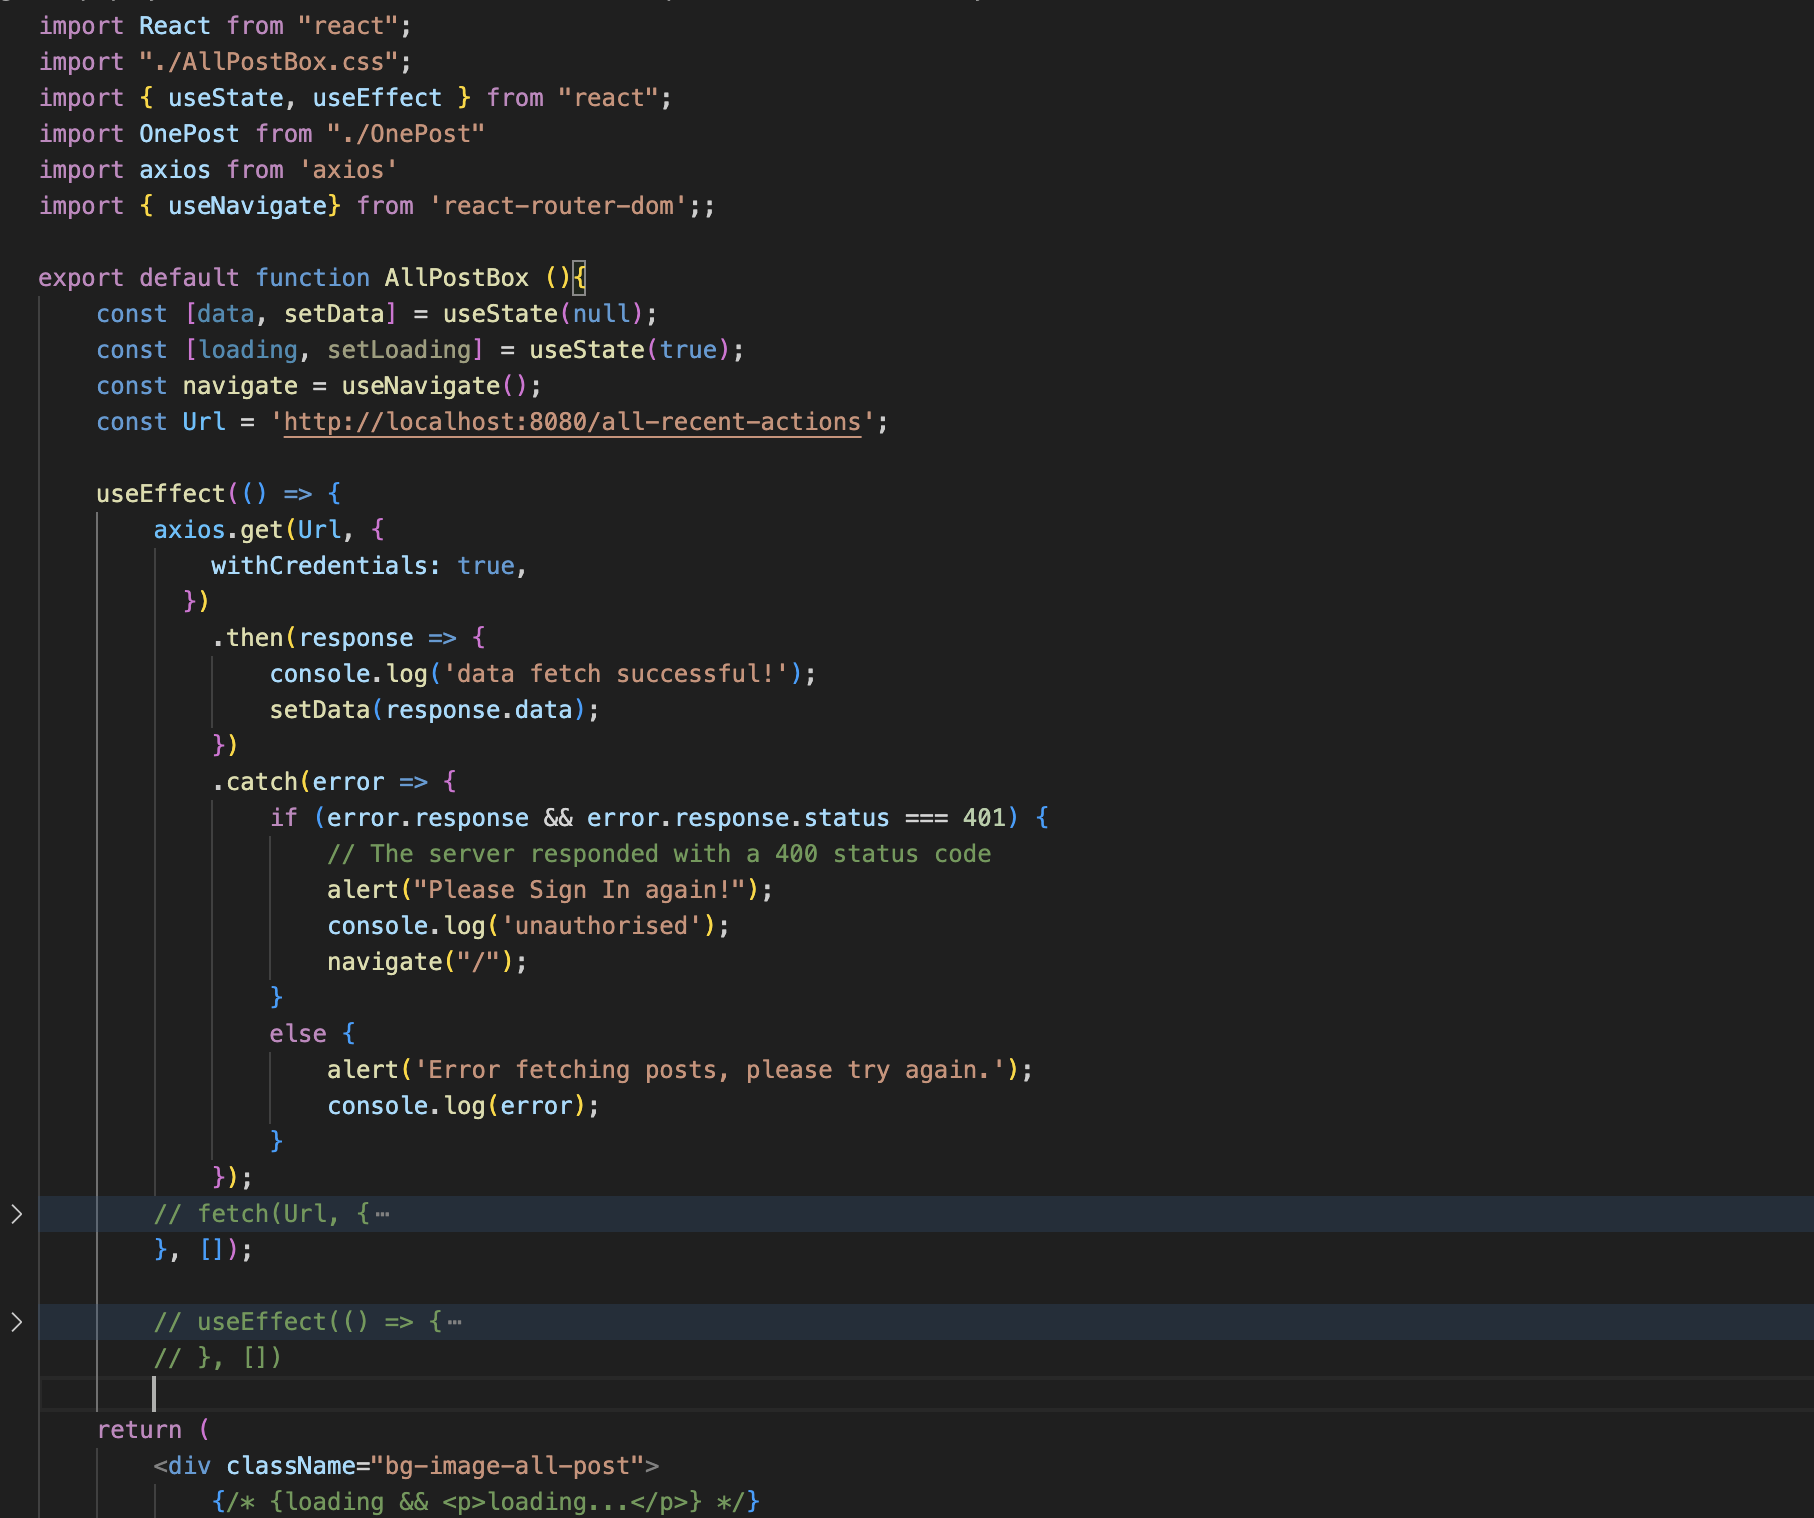 import React from "react";
import "./AllPostBox.css";
import { useState, useEffect } from "react";
import OnePost from "./OnePost"
import axios from 'axios'
import { useNavigate} from 'react-router-dom';;

export default function AllPostBox (){
    const [data, setData] = useState(null);
    const [loading, setLoading] = useState(true);
    const navigate = useNavigate();
    const Url = 'http://localhost:8080/all-recent-actions';

    useEffect(() => {
        axios.get(Url, {
            withCredentials: true,
          })
            .then(response => {
                console.log('data fetch successful!');
                setData(response.data);
            })
            .catch(error => {
                if (error.response && error.response.status === 401) {
                    // The server responded with a 400 status code
                    alert("Please Sign In again!");
                    console.log('unauthorised');
                    navigate("/");
                }
                else {
                    alert('Error fetching posts, please try again.');
                    console.log(error);
                }
            });
        // fetch(Url, {⋯
        }, []);

        // useEffect(() => {⋯
        // }, [])

    return (
        <div className="bg-image-all-post">
            {/* {loading && <p>loading...</p>} */}